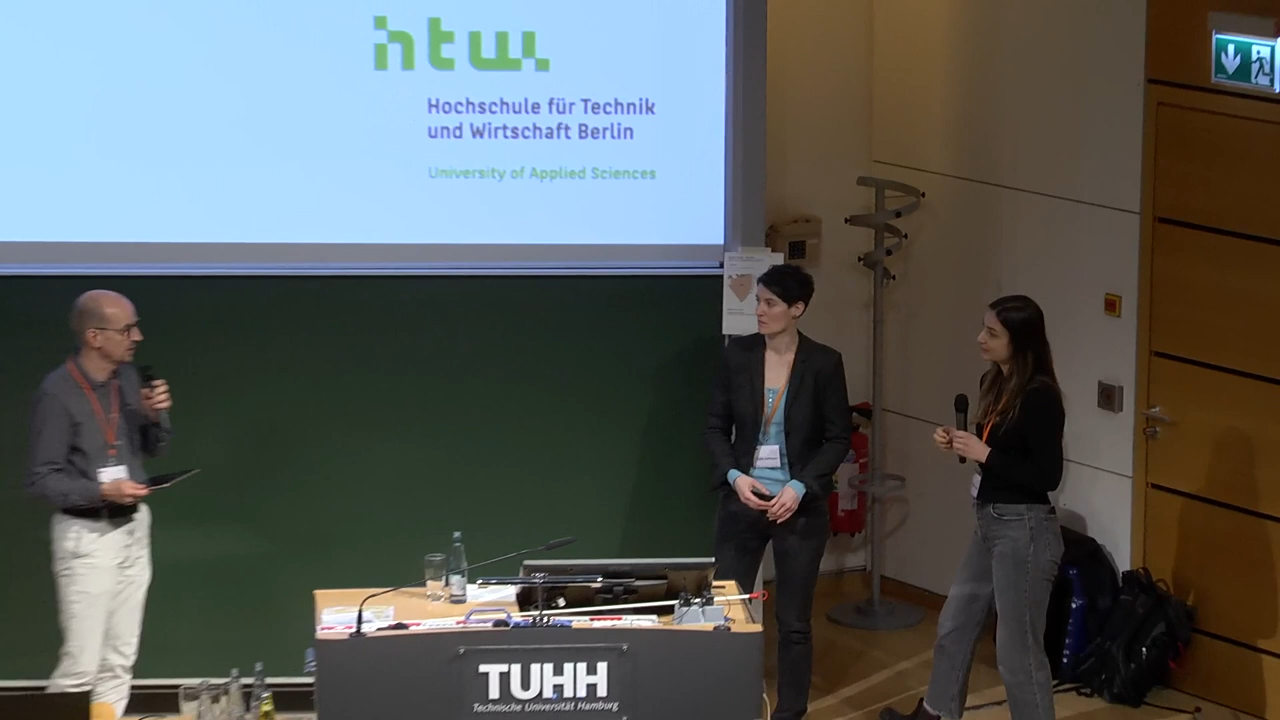 htw.
Hochschule für Technik
und Wirtschaft Berlin
University of Applied Sciences
TUHH
Technische Universität Hamburg